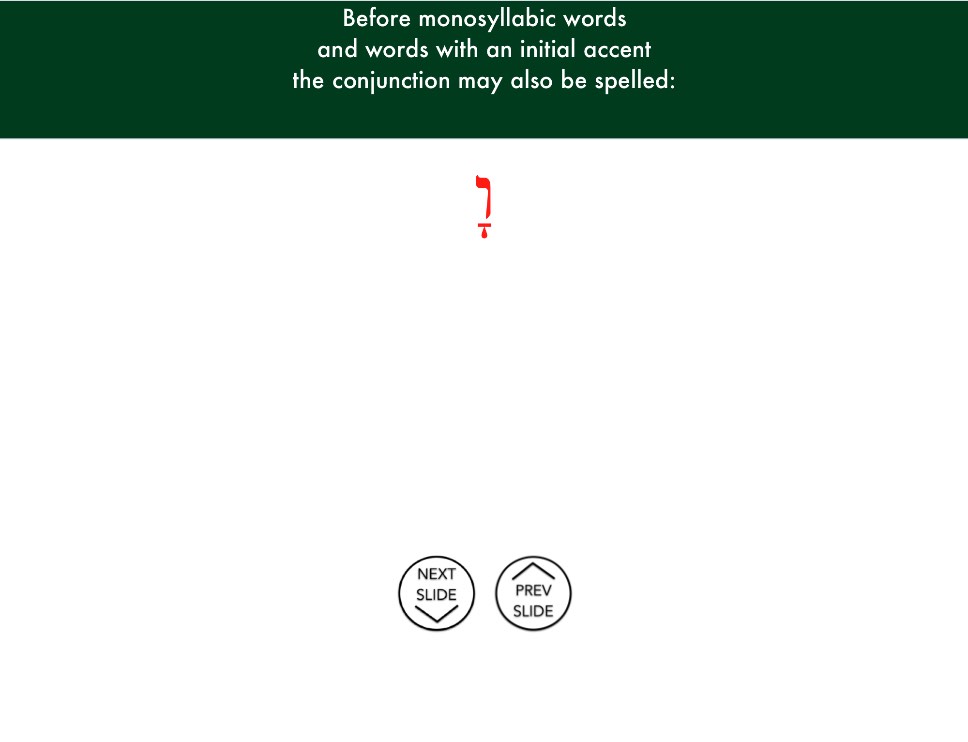 Before monosyllabic words
and words with an initial accent
the conjunction may also be spelled:
וָ
NEXT
SLIDE
PREV
SLIDE